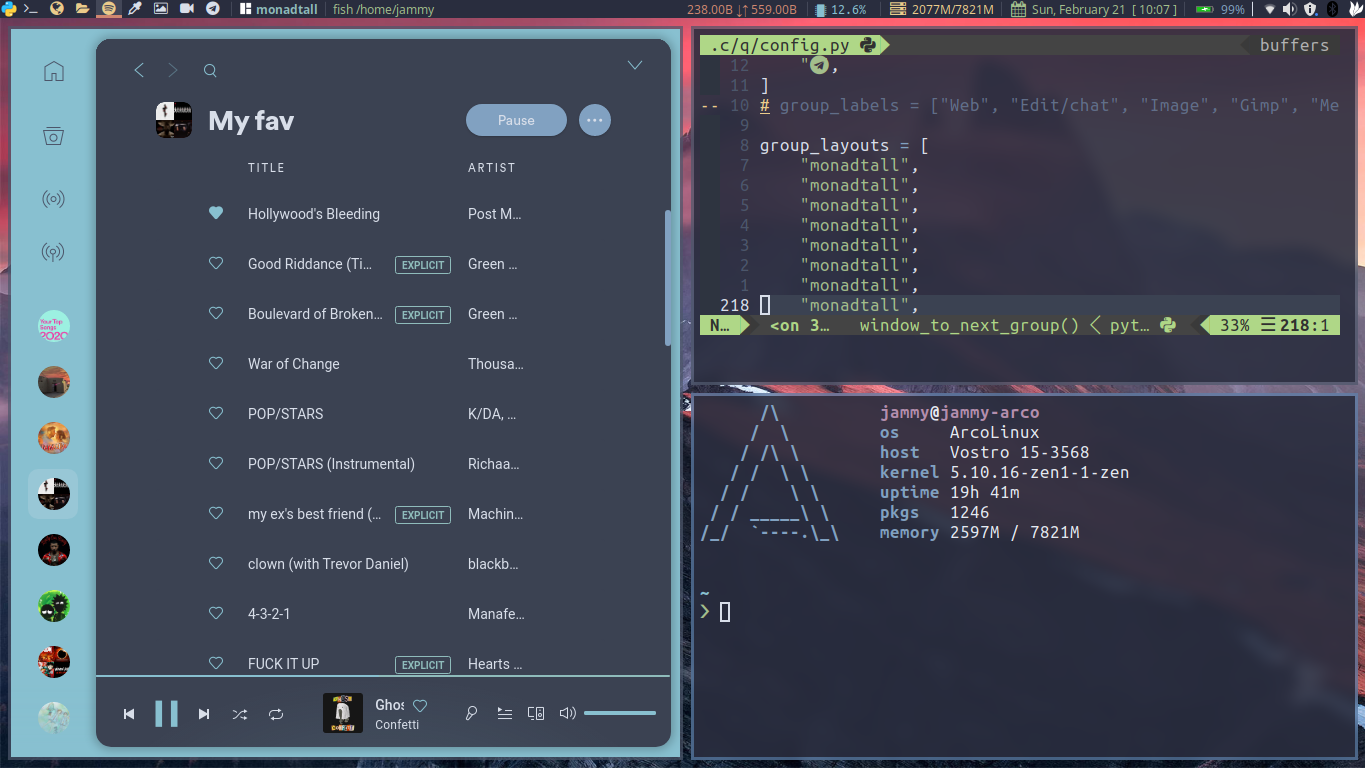 monadtall fish /home/jammy 238.00B ↓↑ 559.00B 12.6% 2077M/7821M Sun, February 21 [ 10:07 ] 99%
My fav
Pause
TITLE ARTIST
Hollywood's Bleeding Post M…
Good Riddance (Ti… EXPLICIT Green …
Boulevard of Broken… EXPLICIT Green …
War of Change Thousa…
POP/STARS K/DA, …
POP/STARS (Instrumental) Richaa…
my ex's best friend (… EXPLICIT Machin…
clown (with Trevor Daniel) blackb…
4-3-2-1 Manafe…
FUCK IT UP EXPLICIT Hearts …
Your Top
Songs
2020
Ghos
Confetti
.c/q/config.py buffers
12 "",
11 ]
-- 10 # group_labels = ["Web", "Edit/chat", "Image", "Gimp", "Me
9
8 group_layouts = [
7 "monadtall",
6 "monadtall",
5 "monadtall",
4 "monadtall",
3 "monadtall",
2 "monadtall",
1 "monadtall",
218 "monadtall",
N… <on 3… window_to_next_group() < pyt… 33% ☰218:1
/\
/ \
/ /\ \
/ / \ \
/ / \ \
/ / _____\ \
/_/ `----.\_\
jammy@jammy-arco
os ArcoLinux
host Vostro 15-3568
kernel 5.10.16-zen1-1-zen
uptime 19h 41m
pkgs 1246
memory 2597M / 7821M
~
❯